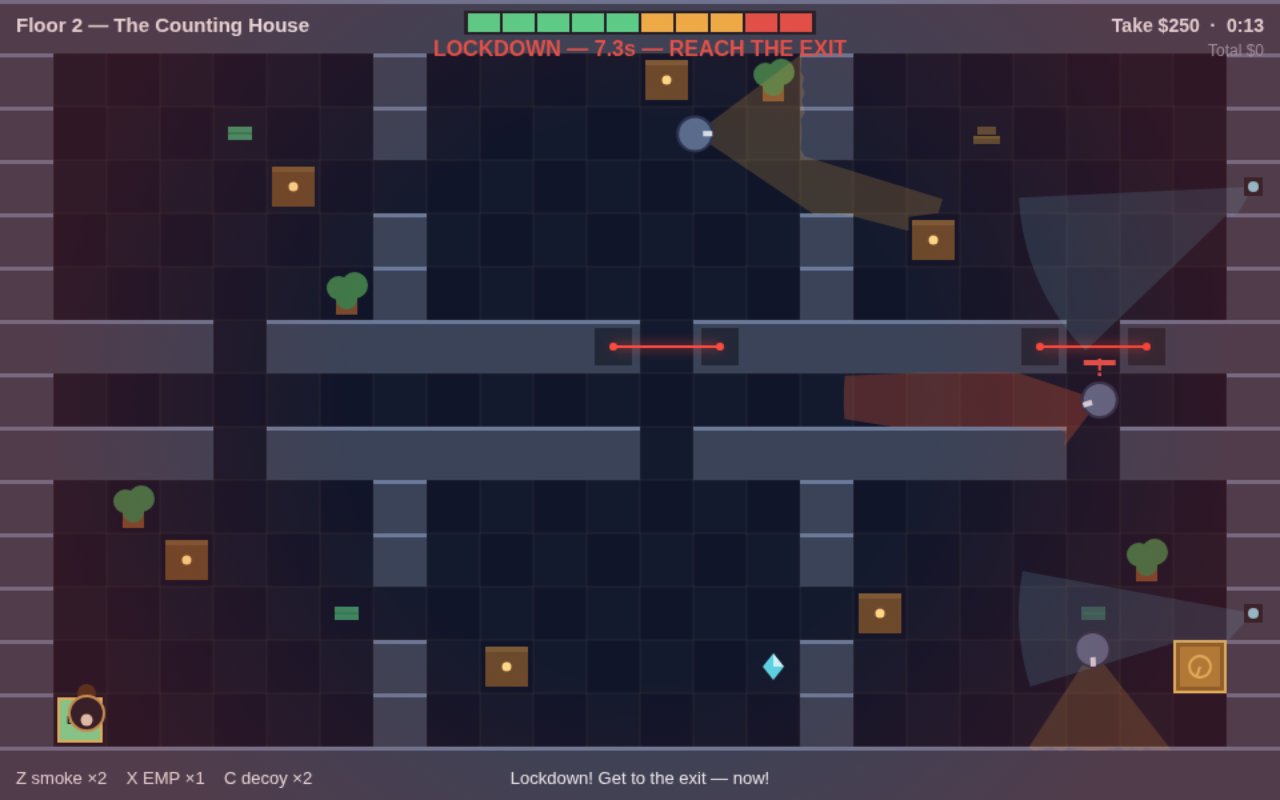 Floor 2 — The Counting House
Take $250 · 0:13
LOCKDOWN — 7.3s — REACH THE EXIT
Total $0
Z smoke ×2 X EMP ×1 C decoy ×2
Lockdown! Get to the exit — now!